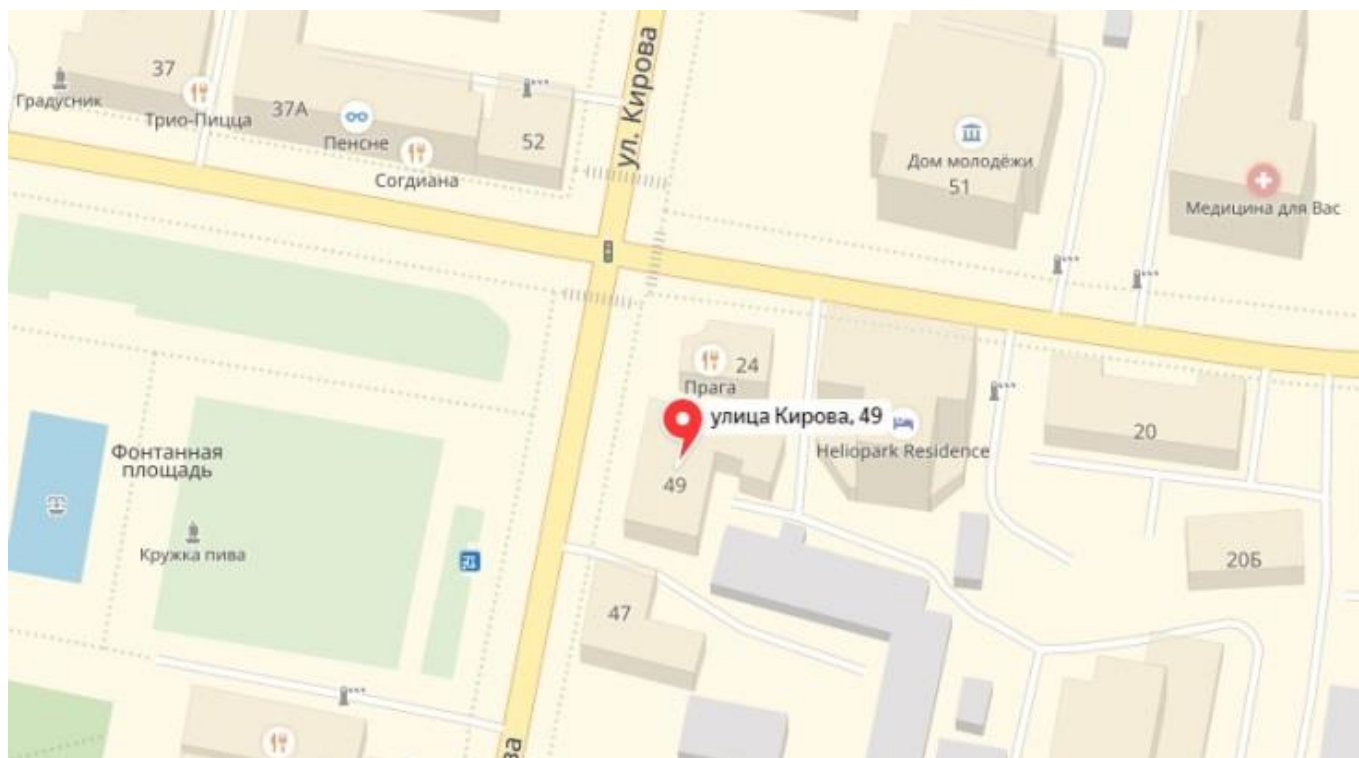 ул. Кирова
37
Градусник
Трио-Пицца
37А
Пенсне
Согдиана
52
Дом молодёжи
51
Медицина для Вас
24
Прага
улица Кирова, 49
Heliopark Residence
20
49
Фонтанная
площадь
Кружка пива
20Б
47
ва